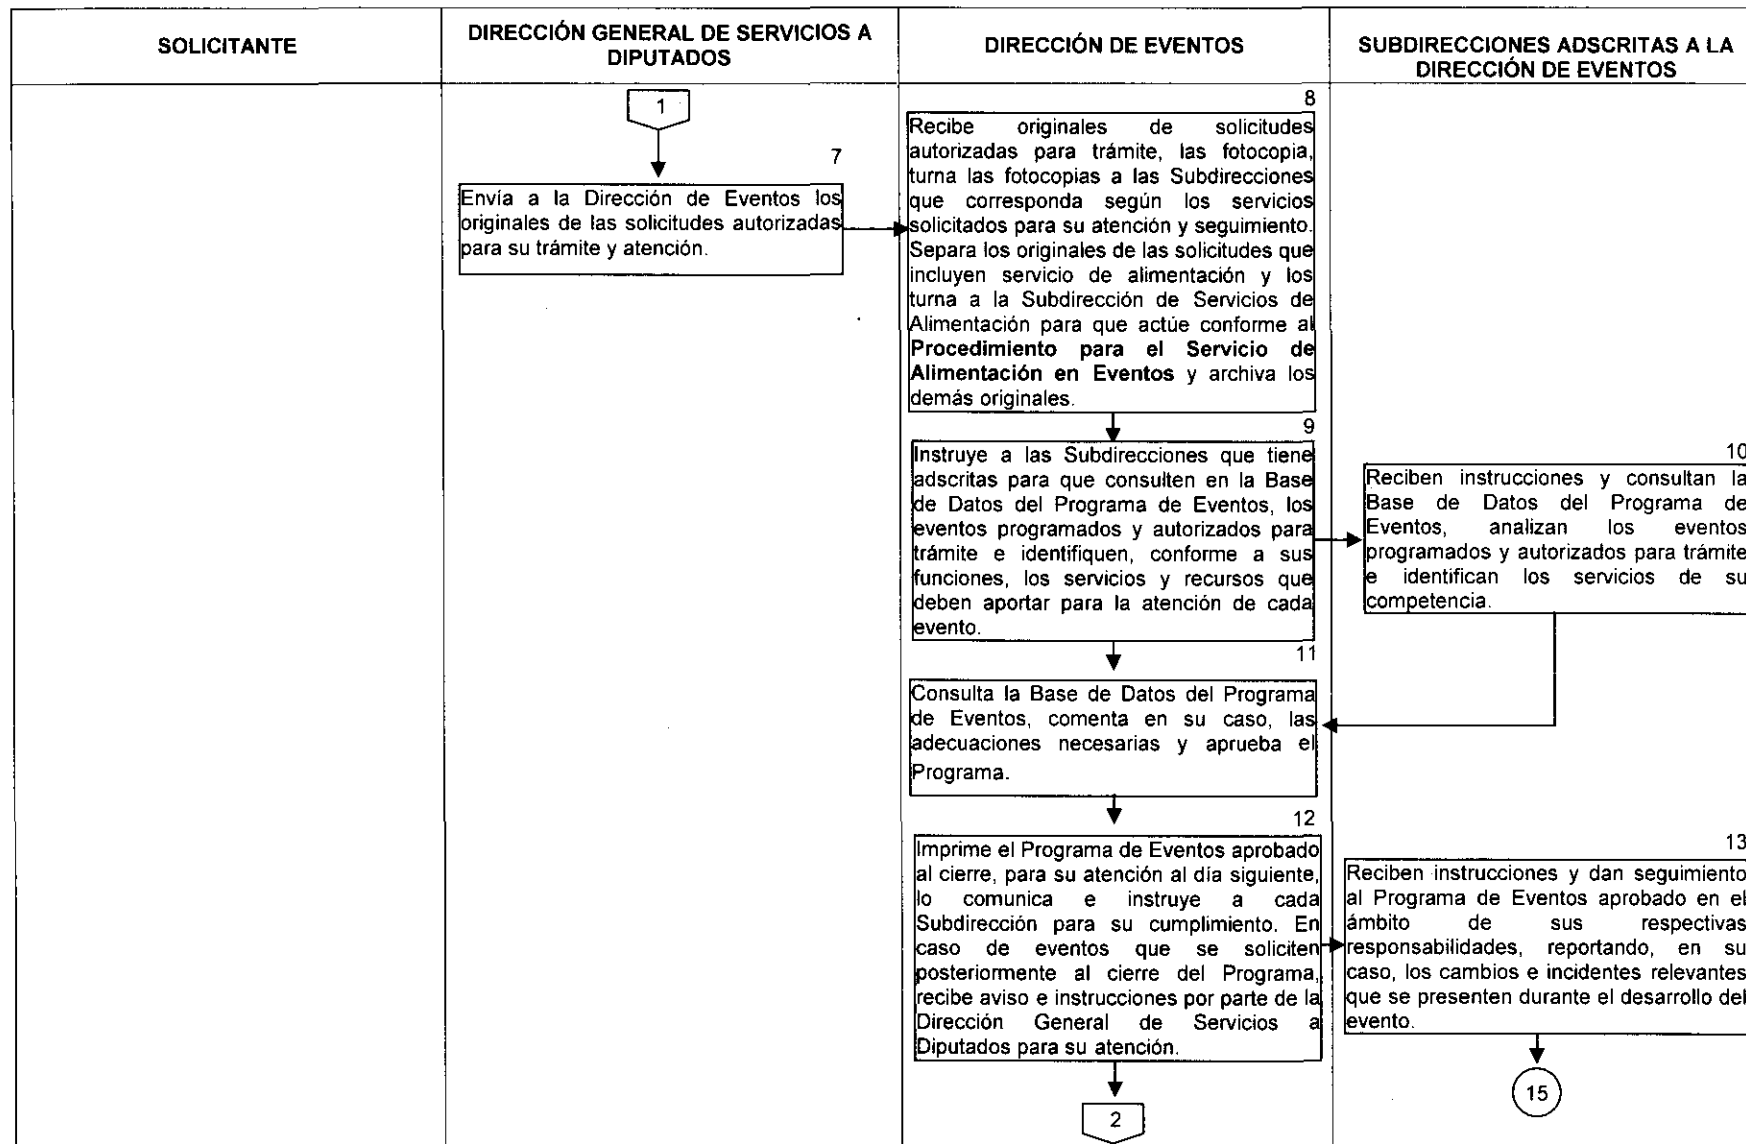 SOLICITANTE
DIRECCIÓN GENERAL DE SERVICIOS A
DIPUTADOS
DIRECCIÓN DE EVENTOS
SUBDIRECCIONES ADSCRITAS A LA
DIRECCIÓN DE EVENTOS
1
7
Envía a la Dirección de Eventos los
originales de las solicitudes autorizadas
para su trámite y atención.
8
Recibe originales de solicitudes
autorizadas para trámite, las fotocopia,
turna las fotocopias a las Subdirecciones
que corresponda según los servicios
solicitados para su atención y seguimiento.
Separa los originales de las solicitudes que
incluyen servicio de alimentación y los
turna a la Subdirección de Servicios de
Alimentación para que actúe conforme al
Procedimiento para el Servicio de
Alimentación en Eventos y archiva los
demás originales.
9
Instruye a las Subdirecciones que tiene
adscritas para que consulten en la Base
de Datos del Programa de Eventos, los
eventos programados y autorizados para
trámite e identifiquen, conforme a sus
funciones, los servicios y recursos que
deben aportar para la atención de cada
evento.
10
Reciben instrucciones y consultan la
Base de Datos del Programa de
Eventos, analizan los eventos
programados y autorizados para trámite
e identifican los servicios de su
competencia.
11
Consulta la Base de Datos del Programa
de Eventos, comenta en su caso, las
adecuaciones necesarias y aprueba el
Programa.
12
Imprime el Programa de Eventos aprobado
al cierre, para su atención al día siguiente,
lo comunica e instruye a cada
Subdirección para su cumplimiento. En
caso de eventos que se soliciten
posteriormente al cierre del Programa,
recibe aviso e instrucciones por parte de la
Dirección General de Servicios a
Diputados para su atención.
2
13
Reciben instrucciones y dan seguimiento
al Programa de Eventos aprobado en el
ámbito de sus respectivas
responsabilidades, reportando, en su
caso, los cambios e incidentes relevantes
que se presenten durante el desarrollo del
evento.
15